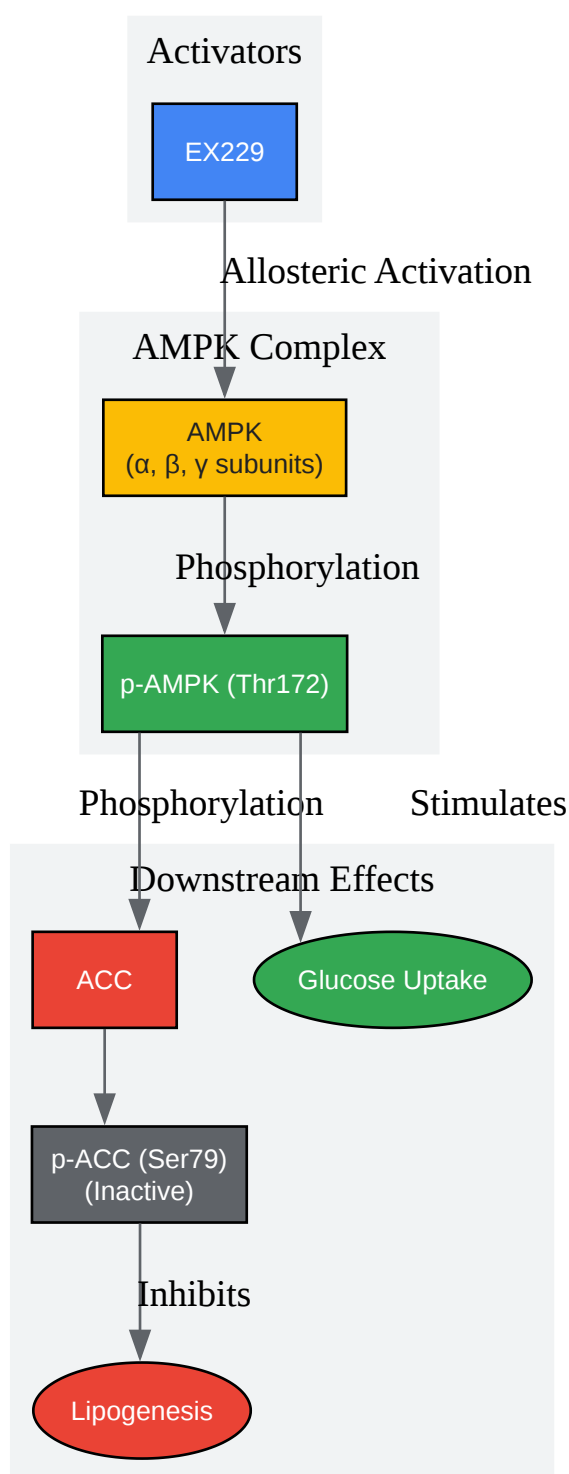 Activators
EX229
Allosteric Activation
AMPK Complex
AMPK
(α, β, γ subunits)
Phosphorylation
p-AMPK (Thr172)
Phosphorylation
Stimulates
Downstream Effects
ACC
Glucose Uptake
p-ACC (Ser79)
(Inactive)
Inhibits
Lipogenesis